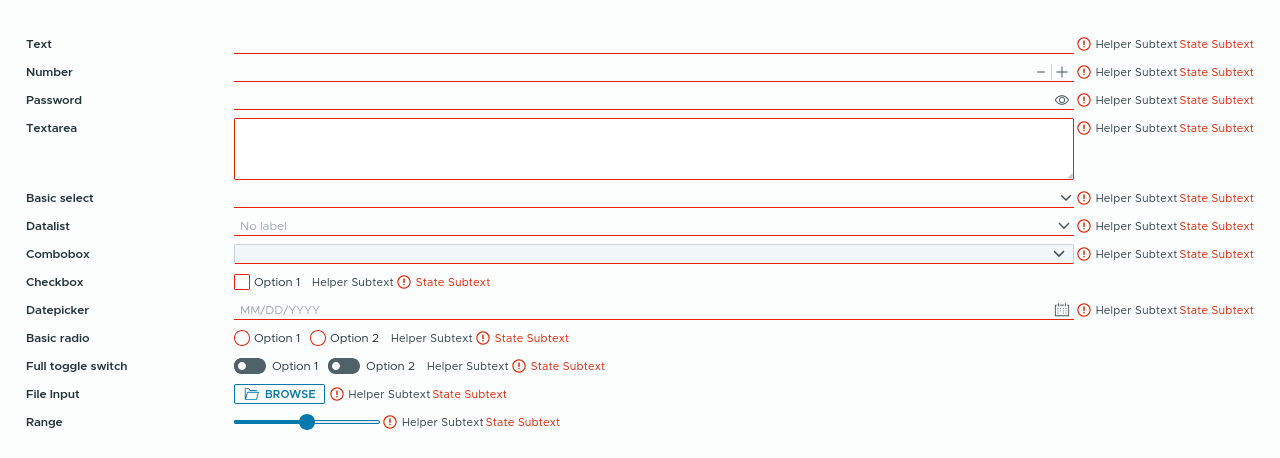 Text Helper Subtext State Subtext
Number Helper Subtext State Subtext
Password Helper Subtext State Subtext
Textarea Helper Subtext State Subtext
Basic select Helper Subtext State Subtext
Datalist No label Helper Subtext State Subtext
Combobox Helper Subtext State Subtext
Checkbox Option 1 Helper Subtext State Subtext
Datepicker MM/DD/YYYY Helper Subtext State Subtext
Basic radio Option 1 Option 2 Helper Subtext State Subtext
Full toggle switch Option 1 Option 2 Helper Subtext State Subtext
File Input BROWSE Helper Subtext State Subtext
Range Helper Subtext State Subtext